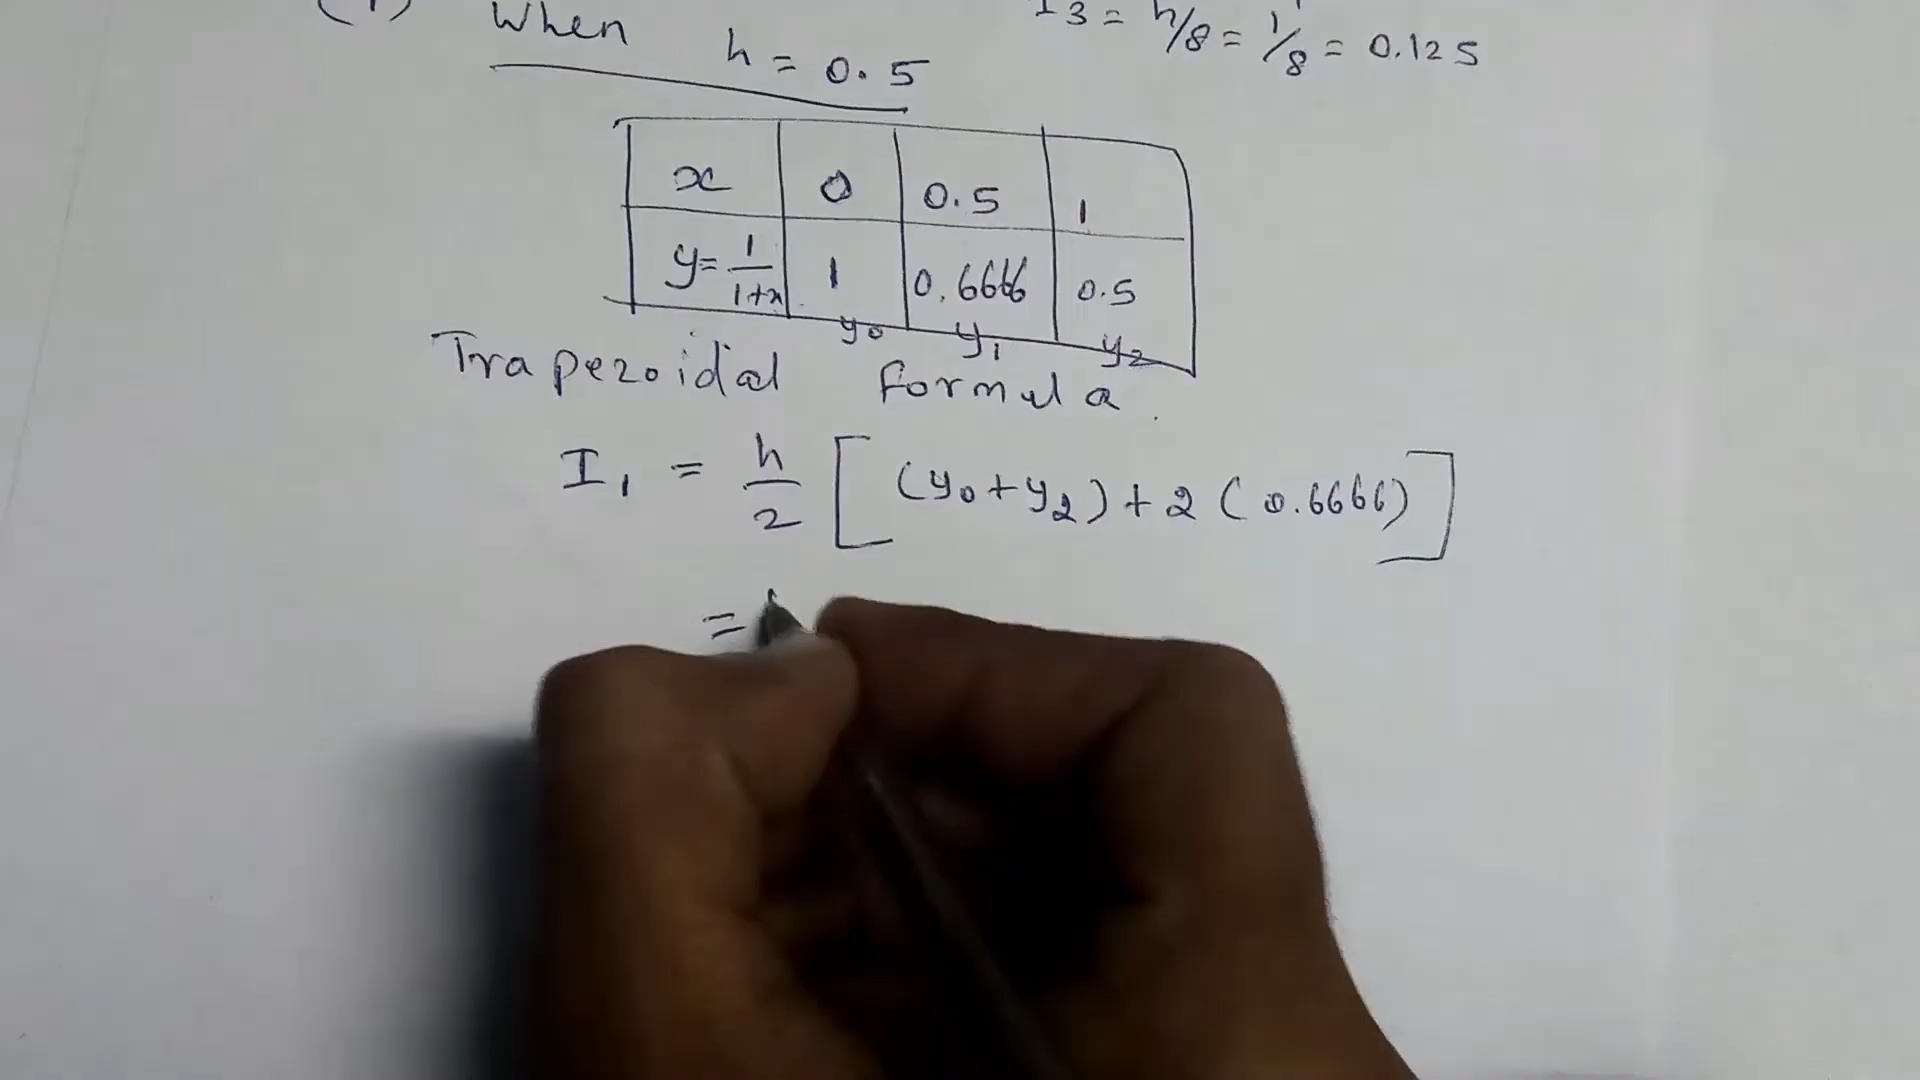 (1) When h = 0.5
I3 = h/8 = 1/8 = 0.125
x 0 0.5 1
y = 1/1+x 1 0.6666 0.5
y0 y1 y2
Trapezoidal formula.
I1 = h/2 [(y0+y2)+2(0.6666)]
=